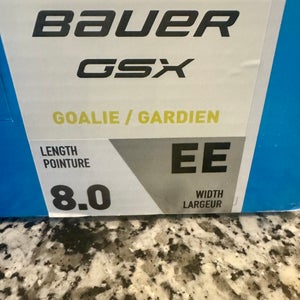 BAUER
GSX
GOALIE / GARDIEN
LENGTH
POINTURE
8.0
EE
WIDTH
LARGEUR